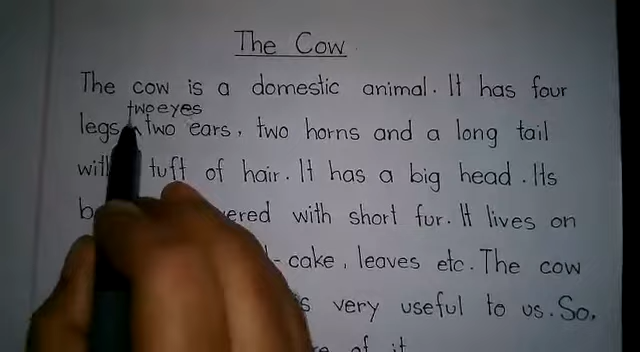 The Cow
The cow is a domestic animal. It has four
two eyes
legs, two ears, two horns and a long tail
tuft of hair. It has a big head. Its
with short fur. It lives on
cake, leaves etc. The cow
very useful to us. So,
of it